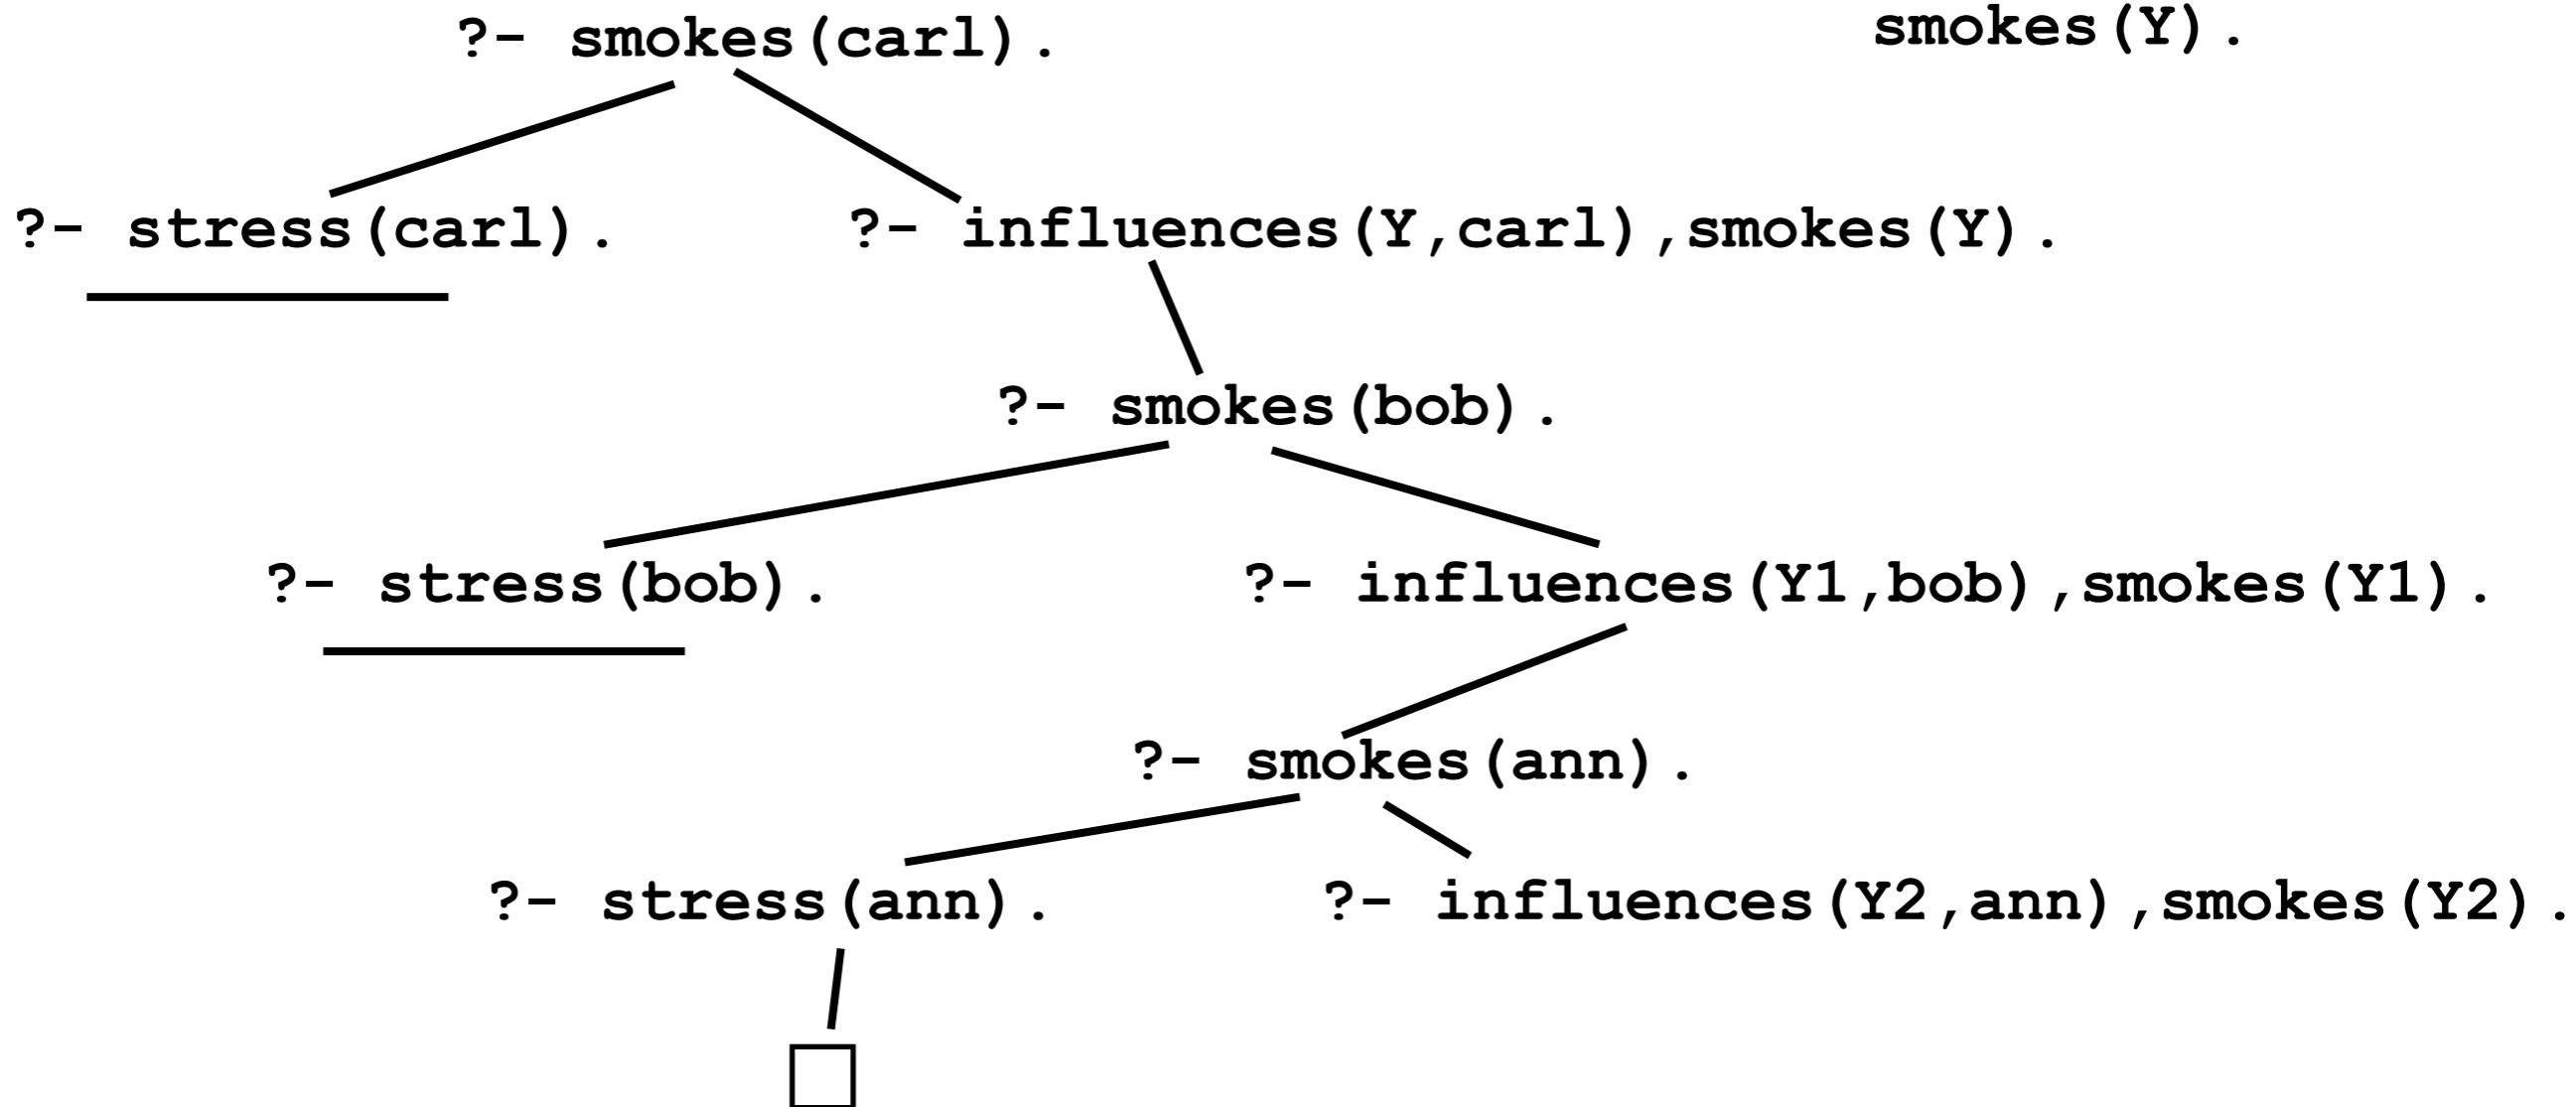 ?- smokes(carl).
smokes(Y).
?- stress(carl).
?- influences(Y,carl),smokes(Y).
?- smokes(bob).
?- stress(bob).
?- influences(Y1,bob),smokes(Y1).
?- smokes(ann).
?- stress(ann).
?- influences(Y2,ann),smokes(Y2).